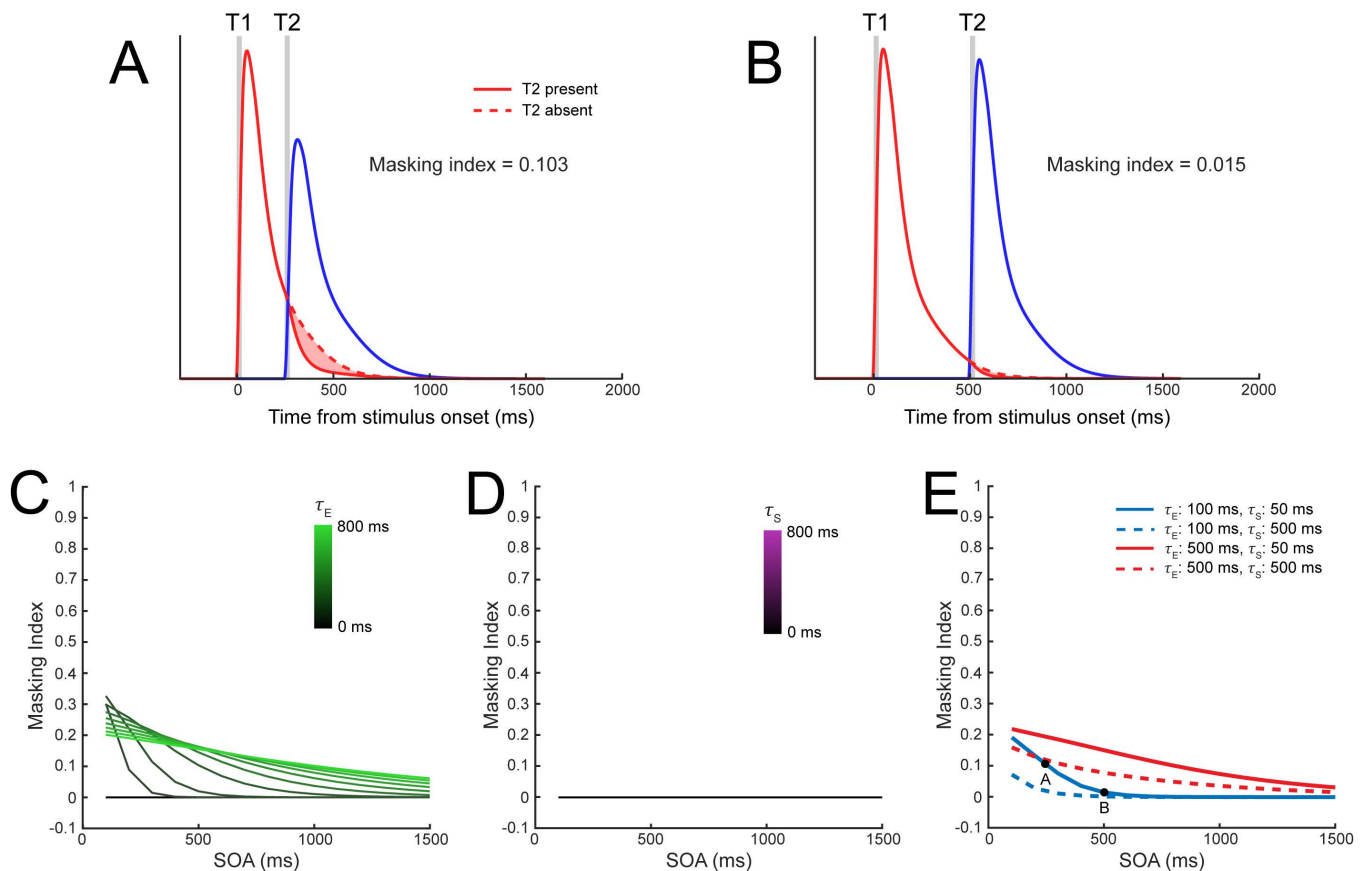 A
T1 T2
T2 present
T2 absent
Masking index = 0.103
0 500 1000 1500 2000
Time from stimulus onset (ms)
B
T1 T2
Masking index = 0.015
0 500 1000 1500 2000
Time from stimulus onset (ms)
C
1
0.9
0.8
0.7
0.6
0.5
0.4
0.3
0.2
0.1
0
-0.1
Masking Index
τE
800 ms
0 ms
0 500 1000 1500
SOA (ms)
D
1
0.9
0.8
0.7
0.6
0.5
0.4
0.3
0.2
0.1
0
-0.1
Masking Index
τS
800 ms
0 ms
0 500 1000 1500
SOA (ms)
E
1
0.9
0.8
0.7
0.6
0.5
0.4
0.3
0.2
0.1
0
-0.1
Masking Index
τE: 100 ms, τS: 50 ms
τE: 100 ms, τS: 500 ms
τE: 500 ms, τS: 50 ms
τE: 500 ms, τS: 500 ms
A
B
0 500 1000 1500
SOA (ms)